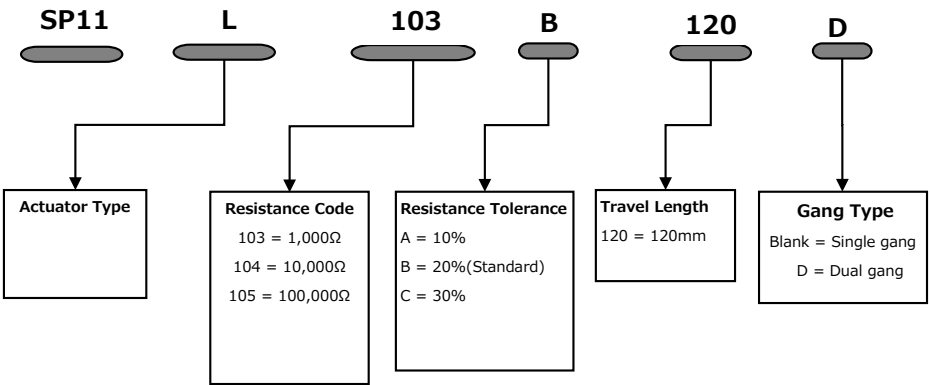 SP11 L 103 B 120 D
Actuator Type
Resistance Code
103 = 1,000Ω
104 = 10,000Ω
105 = 100,000Ω
Resistance Tolerance
A = 10%
B = 20%(Standard)
C = 30%
Travel Length
120 = 120mm
Gang Type
Blank = Single gang
D = Dual gang